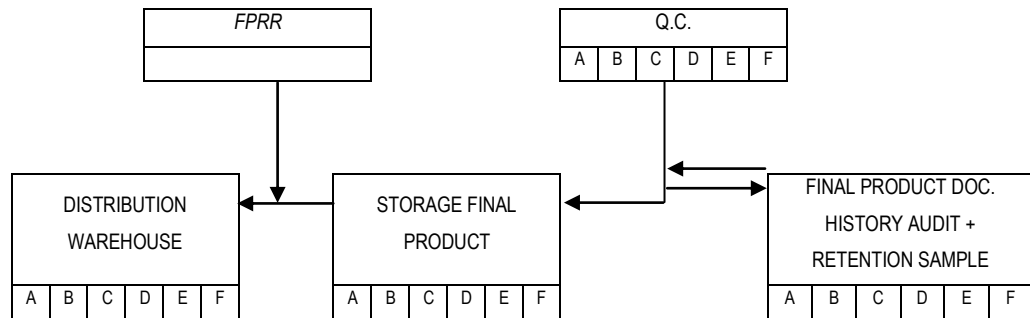 FPRR
Q.C.
A B C D E F
DISTRIBUTION
WAREHOUSE
A B C D E F
STORAGE FINAL
PRODUCT
A B C D E F
FINAL PRODUCT DOC.
HISTORY AUDIT +
RETENTION SAMPLE
A B C D E F